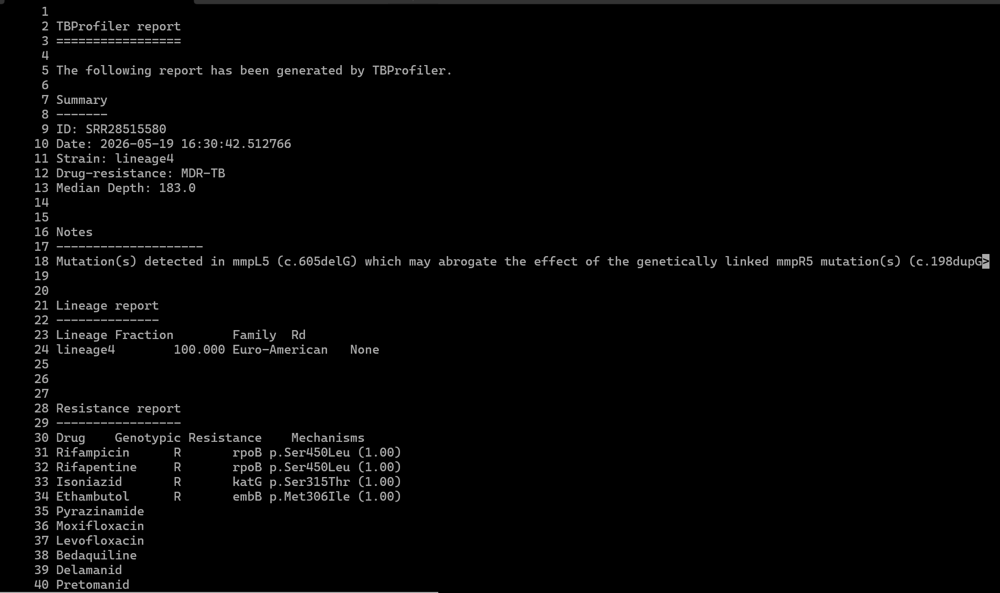 1
2 TBProfiler report
3 =================
4
5 The following report has been generated by TBProfiler.
6
7 Summary
8 -------
9 ID: SRR28515580
10 Date: 2026-05-19 16:30:42.512766
11 Strain: lineage4
12 Drug-resistance: MDR-TB
13 Median Depth: 183.0
14
15
16 Notes
17 --------------------
18 Mutation(s) detected in mmpL5 (c.605delG) which may abrogate the effect of the genetically linked mmpR5 mutation(s) (c.198dupG>
19
20
21 Lineage report
22 --------------
23 Lineage Fraction        Family  Rd
24 lineage4        100.000 Euro-American   None
25
26
27
28 Resistance report
29 -----------------
30 Drug    Genotypic Resistance    Mechanisms
31 Rifampicin      R       rpoB p.Ser450Leu (1.00)
32 Rifapentine     R       rpoB p.Ser450Leu (1.00)
33 Isoniazid       R       katG p.Ser315Thr (1.00)
34 Ethambutol      R       embB p.Met306Ile (1.00)
35 Pyrazinamide
36 Moxifloxacin
37 Levofloxacin
38 Bedaquiline
39 Delamanid
40 Pretomanid